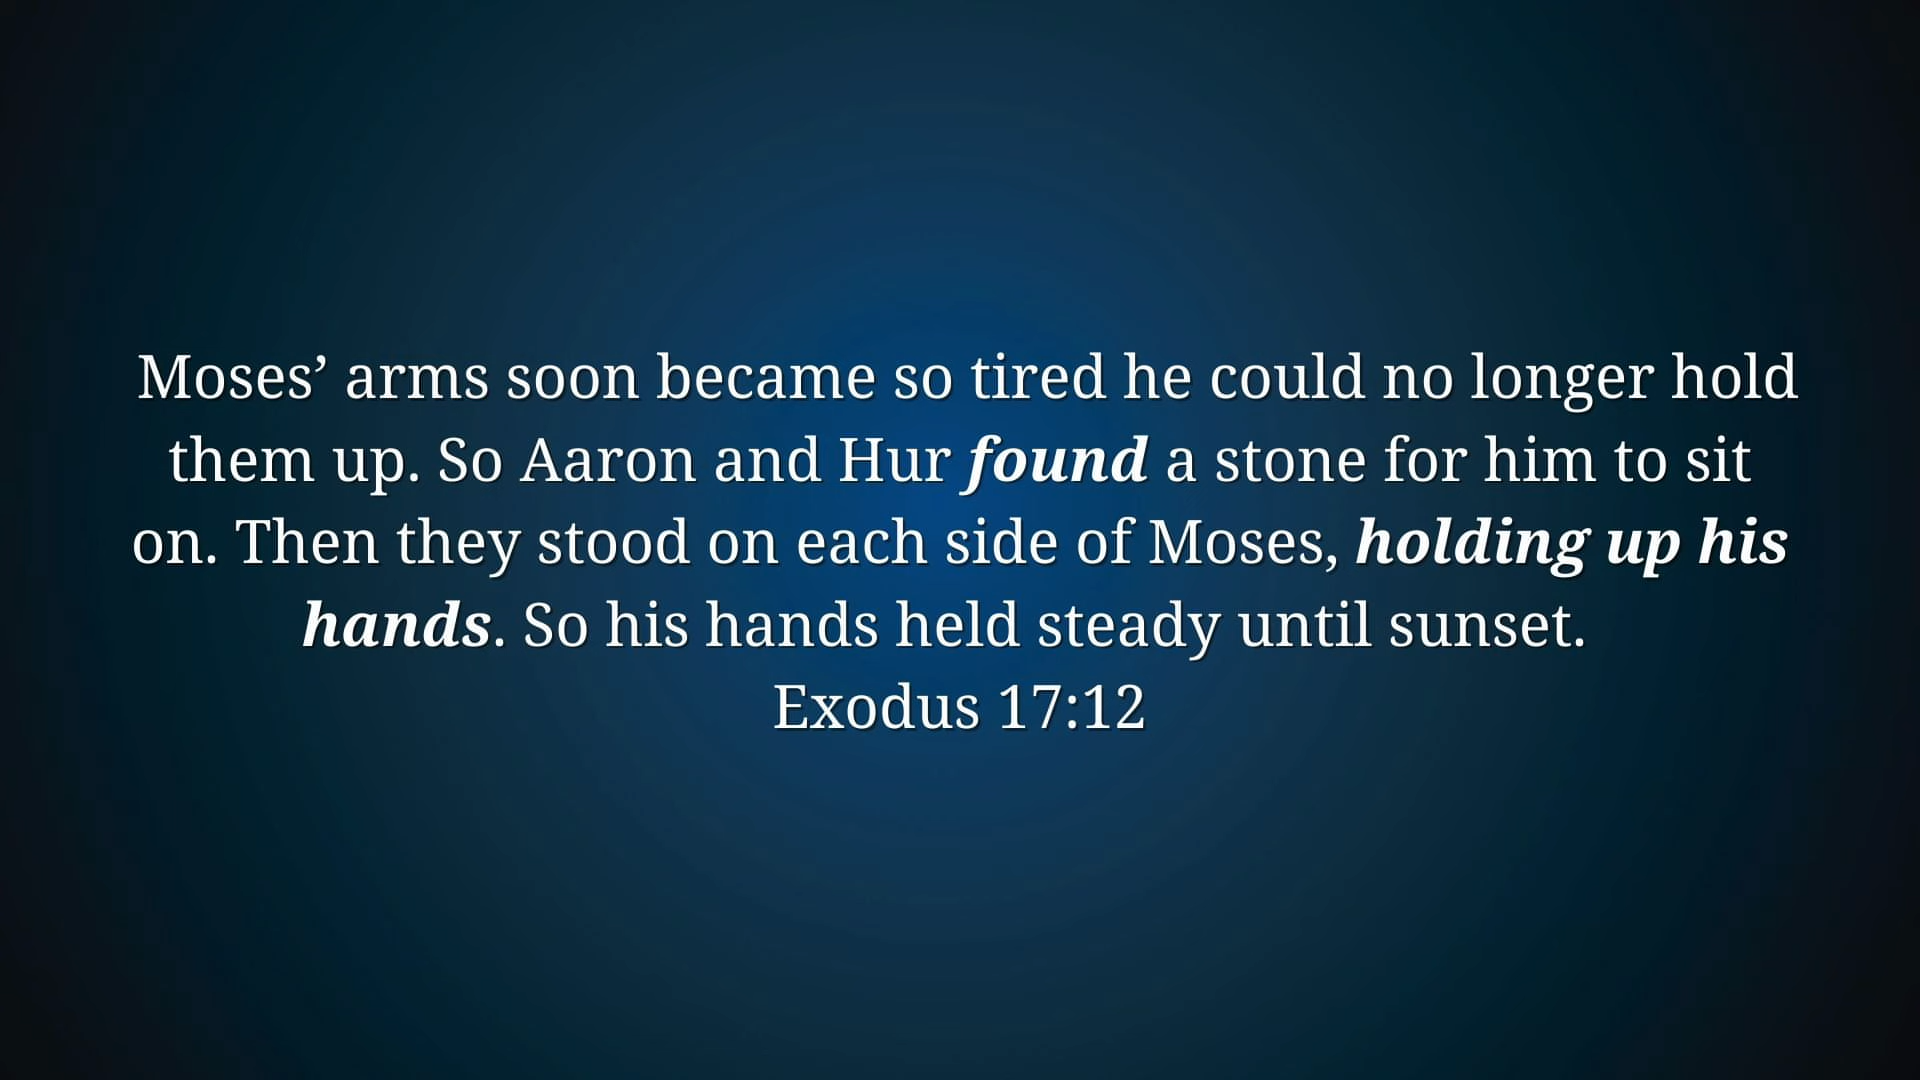 Moses’ arms soon became so tired he could no longer hold
them up. So Aaron and Hur found a stone for him to sit
on. Then they stood on each side of Moses, holding up his
hands. So his hands held steady until sunset.
Exodus 17:12